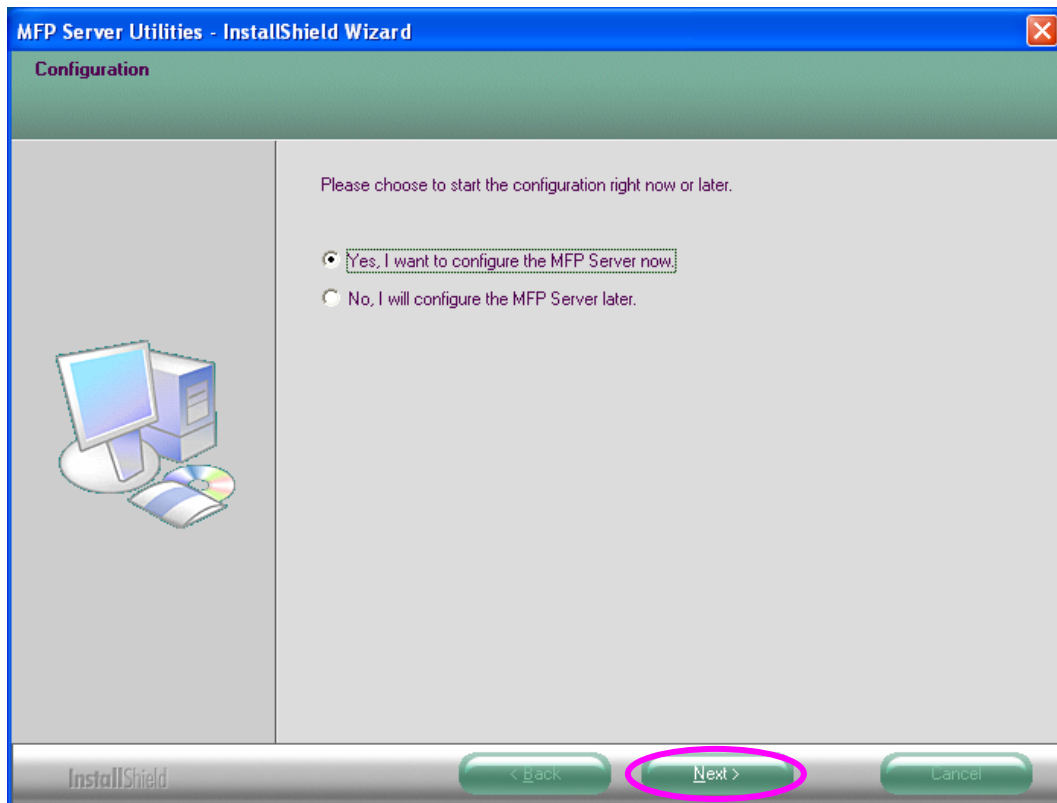 MFP Server Utilities - InstallShield Wizard
Configuration
Please choose to start the configuration right now or later.
Yes, I want to configure the MFP Server now.
No, I will configure the MFP Server later.
InstallShield
< Back
Next >
Cancel